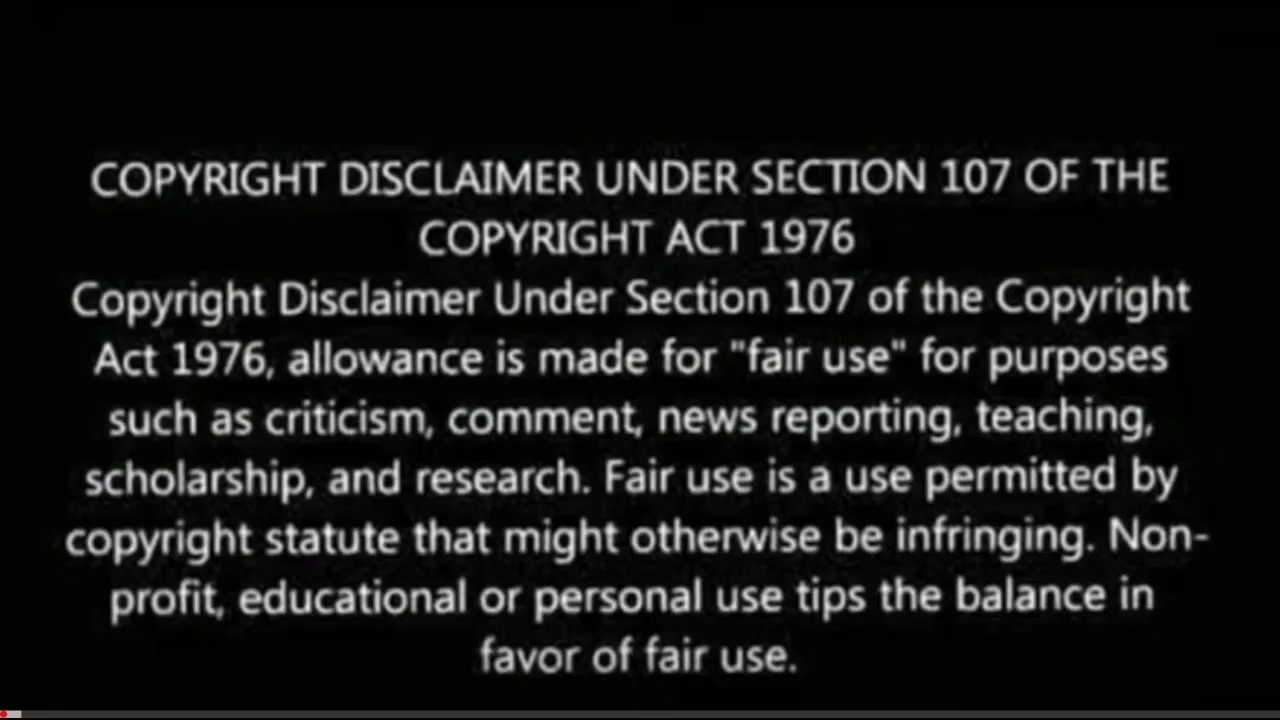 COPYRIGHT DISCLAIMER UNDER SECTION 107 OF THE
COPYRIGHT ACT 1976
Copyright Disclaimer Under Section 107 of the Copyright
Act 1976, allowance is made for "fair use" for purposes
such as criticism, comment, news reporting, teaching,
scholarship, and research. Fair use is a use permitted by
copyright statute that might otherwise be infringing. Non-
profit, educational or personal use tips the balance in
favor of fair use.